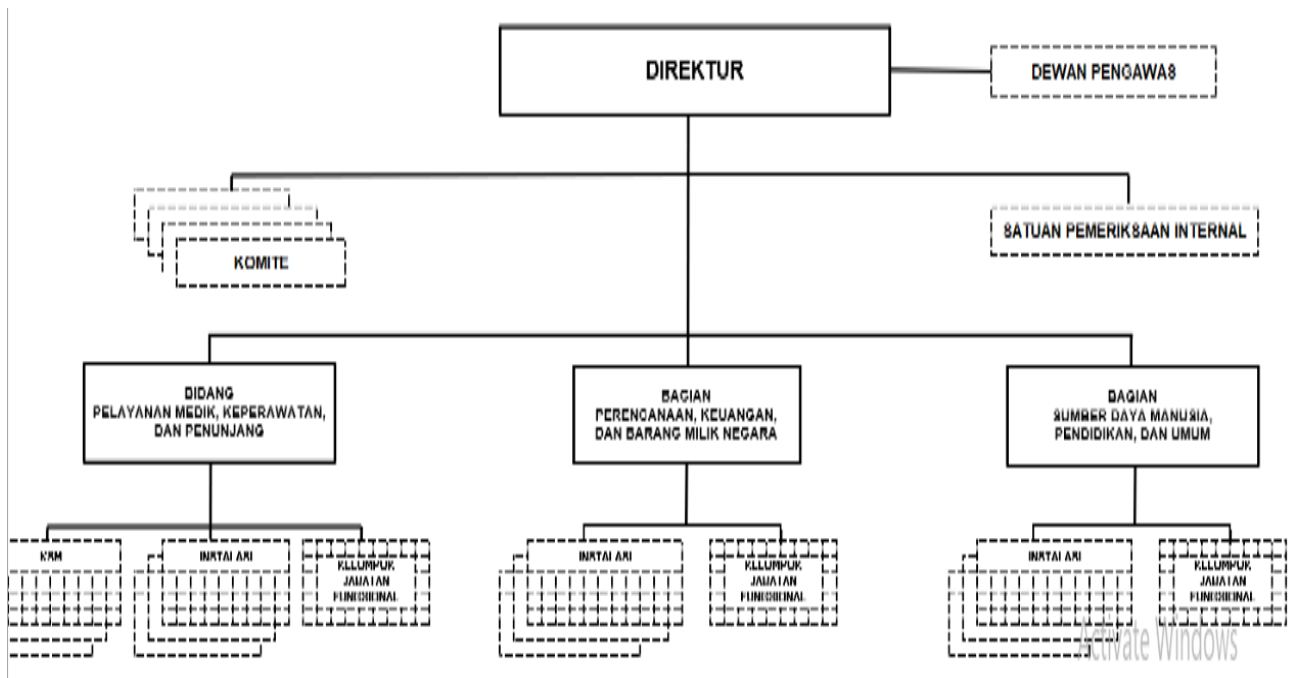 DIREKTUR
DEWAN PENGAWAS
KOMITE
SATUAN PEMERIKSAAN INTERNAL
BIDANG
PELAYANAN MEDIK, KEPERAWATAN,
DAN PENUNJANG
BAGIAN
PERENCANAAN, KEUANGAN,
DAN BARANG MILIK NEGARA
BAGIAN
SUMBER DAYA MANUSIA,
PENDIDIKAN, DAN UMUM
INSTALASI
KELOMPOK
JABATAN
FUNGSIONAL
INSTALASI
KELOMPOK
JABATAN
FUNGSIONAL
INSTALASI
KELOMPOK
JABATAN
FUNGSIONAL
Activate Windows